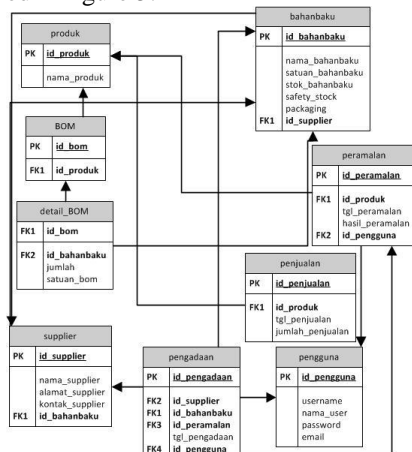 produk
PK id_produk
nama_produk
bahanbaku
PK id_bahanbaku
nama_bahanbaku
satuan_bahanbaku
stok_bahanbaku
safety_stock
packaging
FK1 id_supplier
BOM
PK id_bom
FK1 id_produk
peramalan
PK id_peramalan
FK1 id_produk
tgl_peramalan
hasil_peramalan
FK2 id_pengguna
detail_BOM
FK1 id_bom
FK2 id_bahanbaku
jumlah
satuan_bom
penjualan
PK id_penjualan
FK1 id_produk
tgl_penjualan
jumlah_penjualan
supplier
PK id_supplier
nama_supplier
alamat_supplier
kontak_supplier
FK1 id_bahanbaku
pengadaan
PK id_pengadaan
FK2 id_supplier
FK1 id_bahanbaku
FK3 id_peramalan
tgl_pengadaan
FK4 id_pengguna
pengguna
PK id_pengguna
username
nama_user
password
email